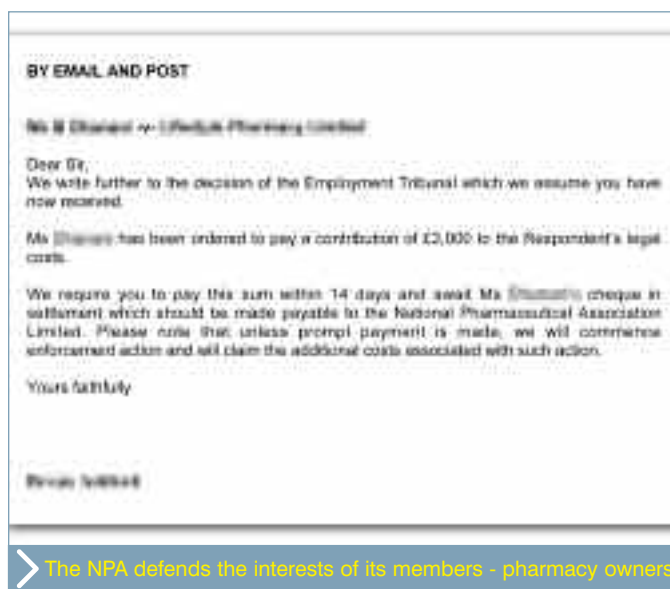 BY EMAIL AND POST
Dear Sir,
We write further to the decision of the Employment Tribunal which we assume you have
now received.
Ms has been ordered to pay a contribution of £2,000 to the Respondent's legal
costs.
We require you to pay this sum within 14 days and await Ms cheque in
settlement which should be made payable to the National Pharmaceutical Association
Limited. Please note that unless prompt payment is made, we will commence
enforcement action and will claim the additional costs associated with such action.
Yours faithfully
The NPA defends the interests of its members - pharmacy owners